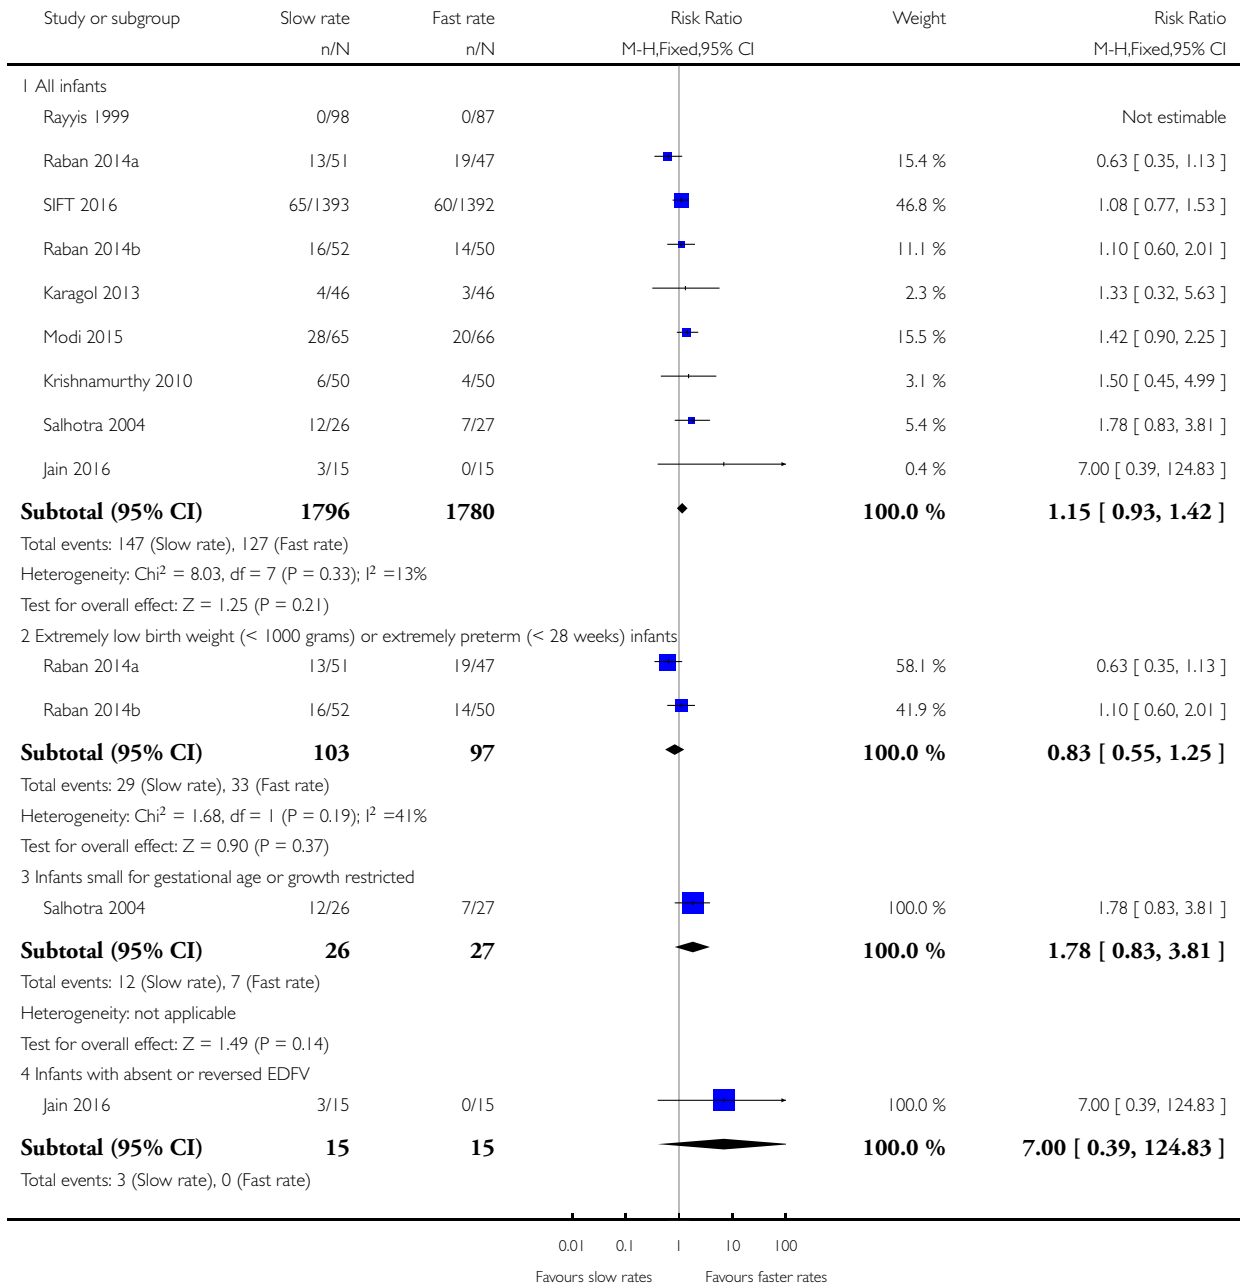 Study or subgroup Slow rate Fast rate Risk Ratio Weight Risk Ratio
n/N n/N M-H,Fixed,95% CI M-H,Fixed,95% CI
1 All infants
Rayyis 1999 0/98 0/87 Not estimable
Raban 2014a 13/51 19/47 15.4 % 0.63 [ 0.35, 1.13 ]
SIFT 2016 65/1393 60/1392 46.8 % 1.08 [ 0.77, 1.53 ]
Raban 2014b 16/52 14/50 11.1 % 1.10 [ 0.60, 2.01 ]
Karagol 2013 4/46 3/46 2.3 % 1.33 [ 0.32, 5.63 ]
Modi 2015 28/65 20/66 15.5 % 1.42 [ 0.90, 2.25 ]
Krishnamurthy 2010 6/50 4/50 3.1 % 1.50 [ 0.45, 4.99 ]
Salhotra 2004 12/26 7/27 5.4 % 1.78 [ 0.83, 3.81 ]
Jain 2016 3/15 0/15 0.4 % 7.00 [ 0.39, 124.83 ]
Subtotal (95% CI) 1796 1780 100.0 % 1.15 [ 0.93, 1.42 ]
Total events: 147 (Slow rate), 127 (Fast rate)
Heterogeneity: Chi² = 8.03, df = 7 (P = 0.33); I² =13%
Test for overall effect: Z = 1.25 (P = 0.21)
2 Extremely low birth weight (< 1000 grams) or extremely preterm (< 28 weeks) infants
Raban 2014a 13/51 19/47 58.1 % 0.63 [ 0.35, 1.13 ]
Raban 2014b 16/52 14/50 41.9 % 1.10 [ 0.60, 2.01 ]
Subtotal (95% CI) 103 97 100.0 % 0.83 [ 0.55, 1.25 ]
Total events: 29 (Slow rate), 33 (Fast rate)
Heterogeneity: Chi² = 1.68, df = 1 (P = 0.19); I² =41%
Test for overall effect: Z = 0.90 (P = 0.37)
3 Infants small for gestational age or growth restricted
Salhotra 2004 12/26 7/27 100.0 % 1.78 [ 0.83, 3.81 ]
Subtotal (95% CI) 26 27 100.0 % 1.78 [ 0.83, 3.81 ]
Total events: 12 (Slow rate), 7 (Fast rate)
Heterogeneity: not applicable
Test for overall effect: Z = 1.49 (P = 0.14)
4 Infants with absent or reversed EDFV
Jain 2016 3/15 0/15 100.0 % 7.00 [ 0.39, 124.83 ]
Subtotal (95% CI) 15 15 100.0 % 7.00 [ 0.39, 124.83 ]
Total events: 3 (Slow rate), 0 (Fast rate)
0.01 0.1 1 10 100
Favours slow rates Favours faster rates